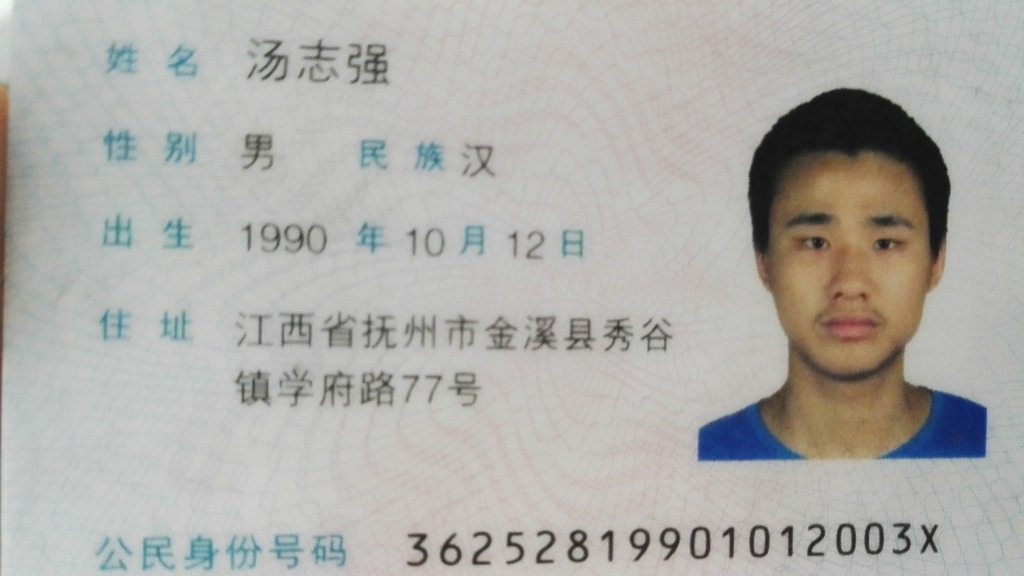 姓名 汤志强
性别 男 民族 汉
出生 1990 年 10 月 12 日
住址 江西省抚州市金溪县秀谷
镇学府路77号
公民身份号码 36252819901012003X